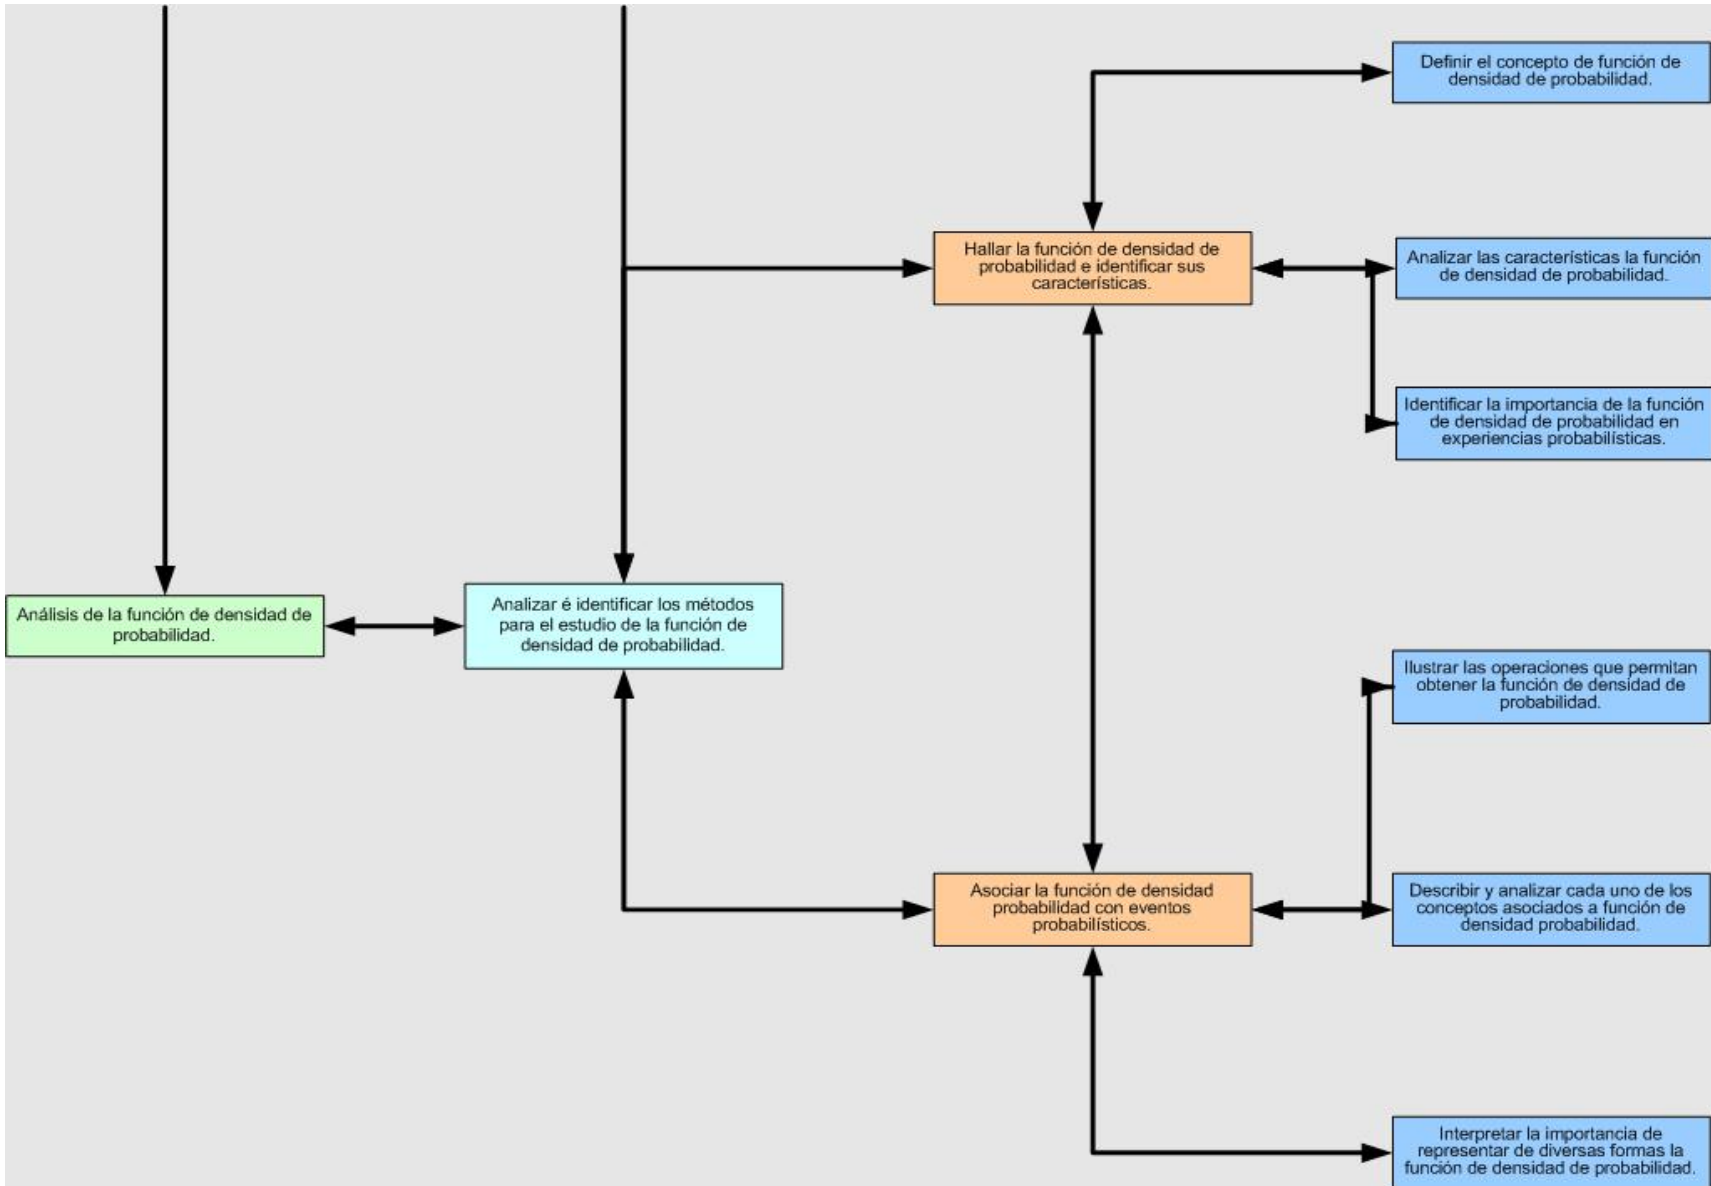 Definir el concepto de función de
densidad de probabilidad.
Hallar la función de densidad de
probabilidad e identificar sus
características.
Analizar las características la función
de densidad de probabilidad.
Identificar la importancia de la función
de densidad de probabilidad en
experiencias probabilísticas.
Análisis de la función de densidad de
probabilidad.
Analizar é identificar los métodos
para el estudio de la función de
densidad de probabilidad.
Ilustrar las operaciones que permitan
obtener la función de densidad de
probabilidad.
Asociar la función de densidad
probabilidad con eventos
probabilísticos.
Describir y analizar cada uno de los
conceptos asociados a función de
densidad probabilidad.
Interpretar la importancia de
representar de diversas formas la
función de densidad de probabilidad.